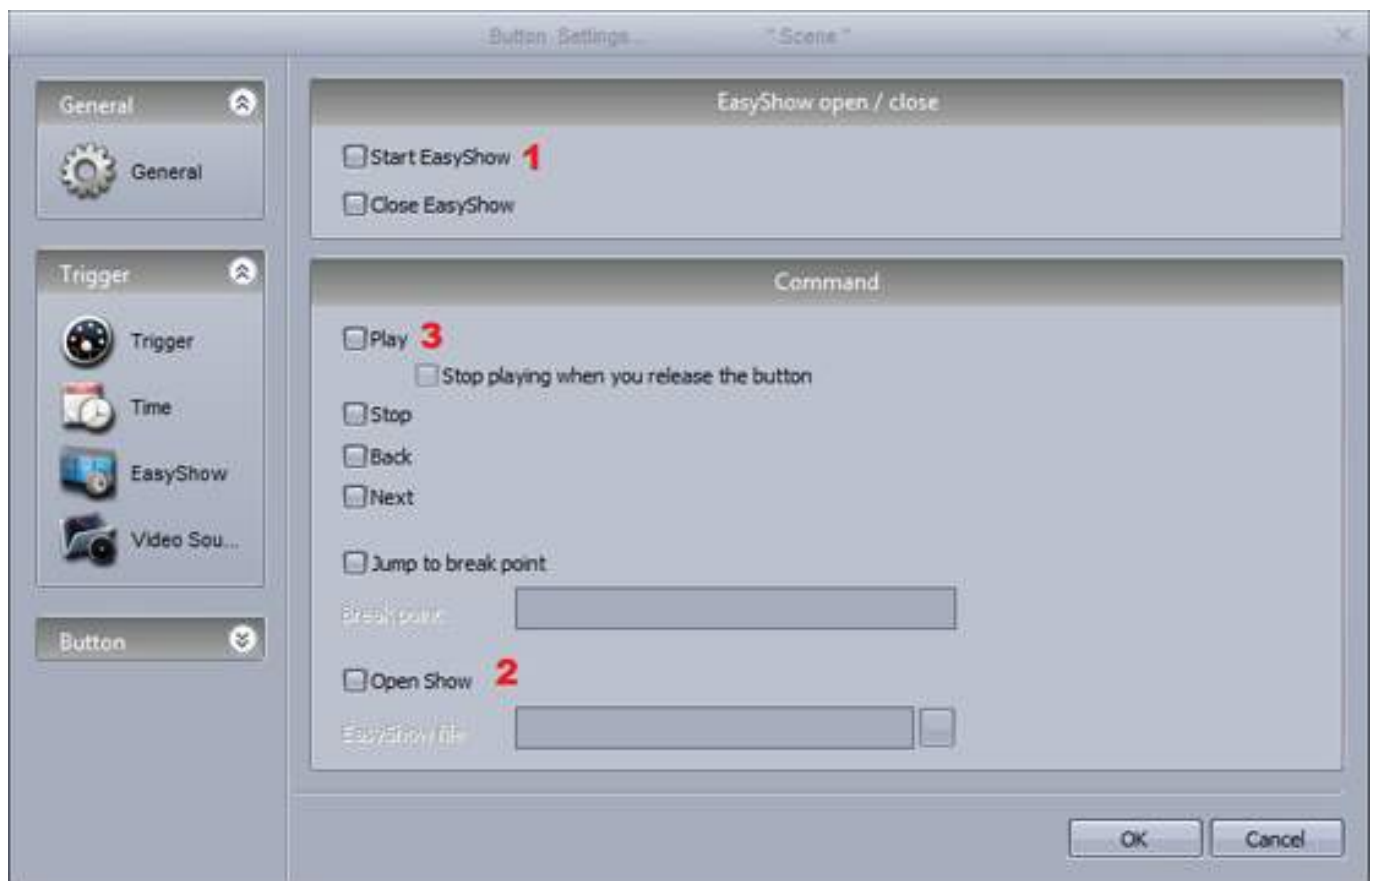 Button Settings... "Scene"
General
General
Trigger
Trigger
Time
EasyShow
Video Sou...
Button
EasyShow open / close
Start EasyShow 1
Close EasyShow
Command
Play 3
Stop playing when you release the button
Stop
Back
Next
Jump to break point
Break point
Open Show 2
EasyShow file
OK Cancel